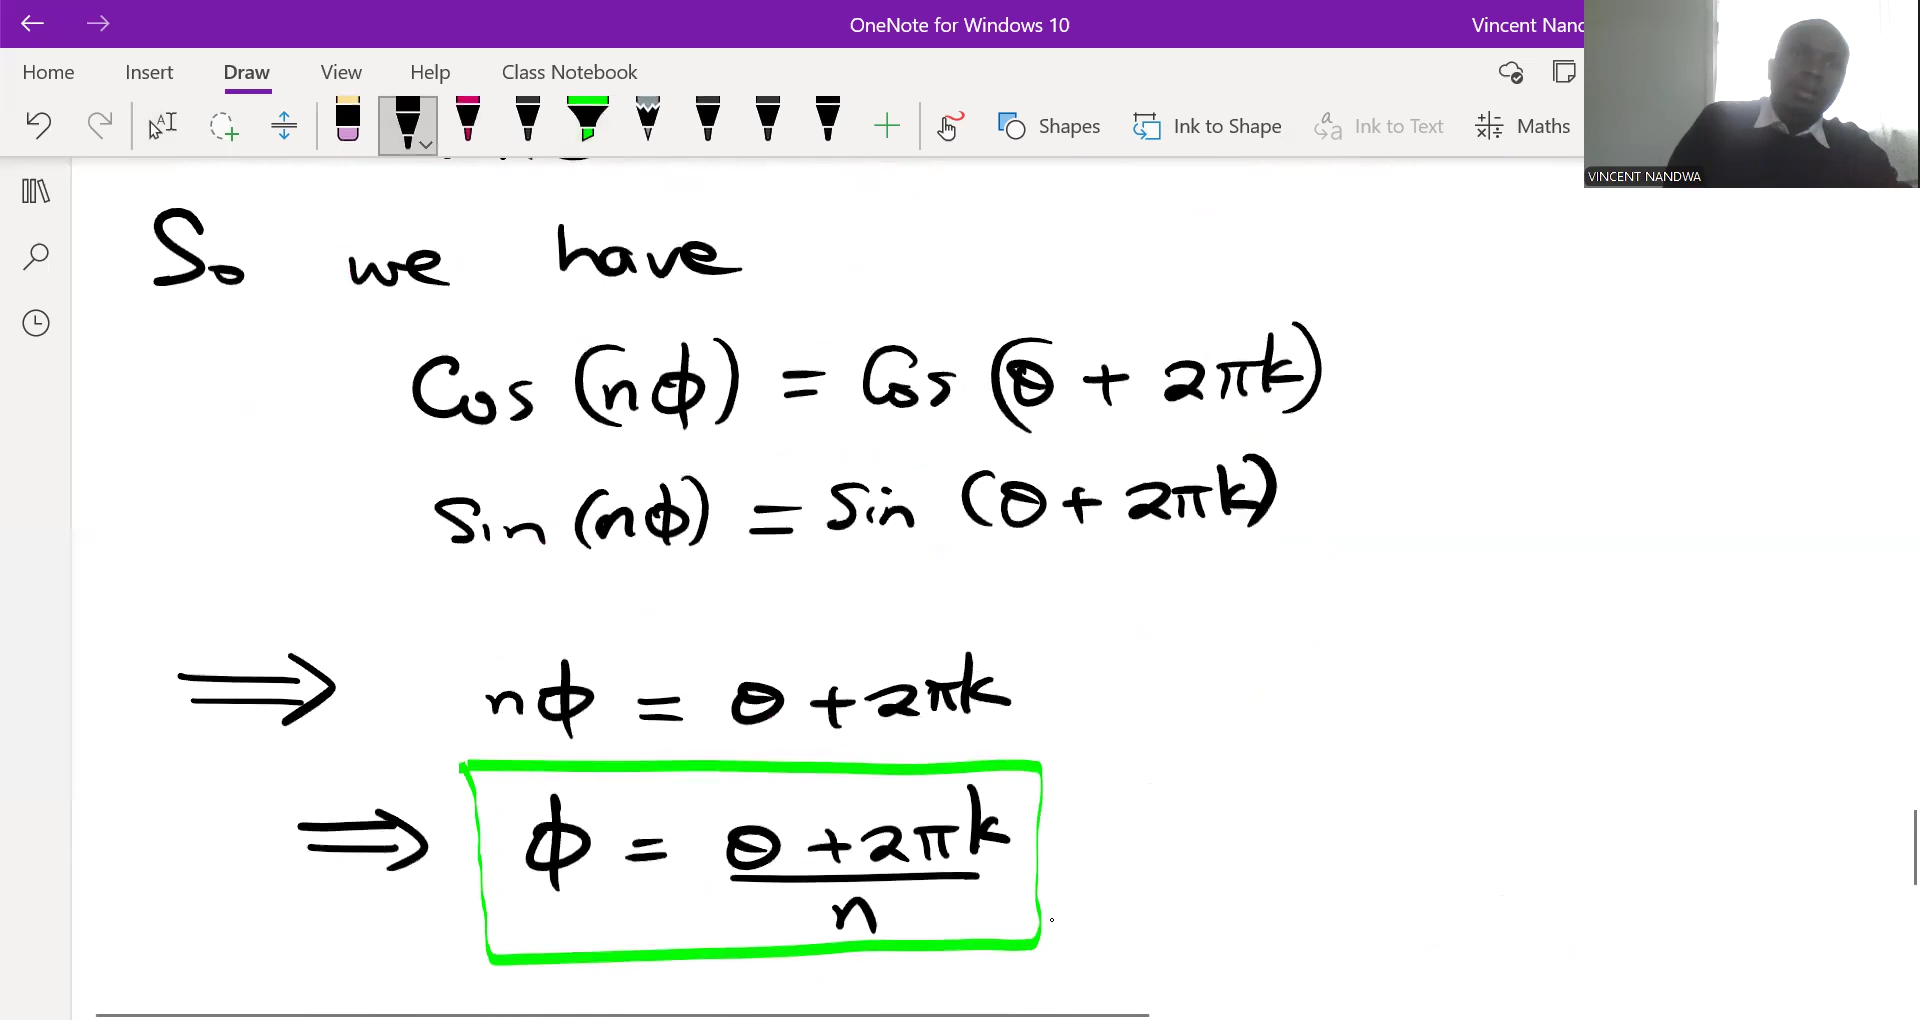 OneNote for Windows 10
Vincent Nand
Home Insert Draw View Help Class Notebook
Shapes Ink to Shape Ink to Text Maths
VINCENT NANDWA
So we have
Cos (nϕ) = Cos (θ + 2πk)
Sin (nϕ) = Sin (θ + 2πk)
⟹ nϕ = θ + 2πk
⟹ ϕ = θ + 2πk
n